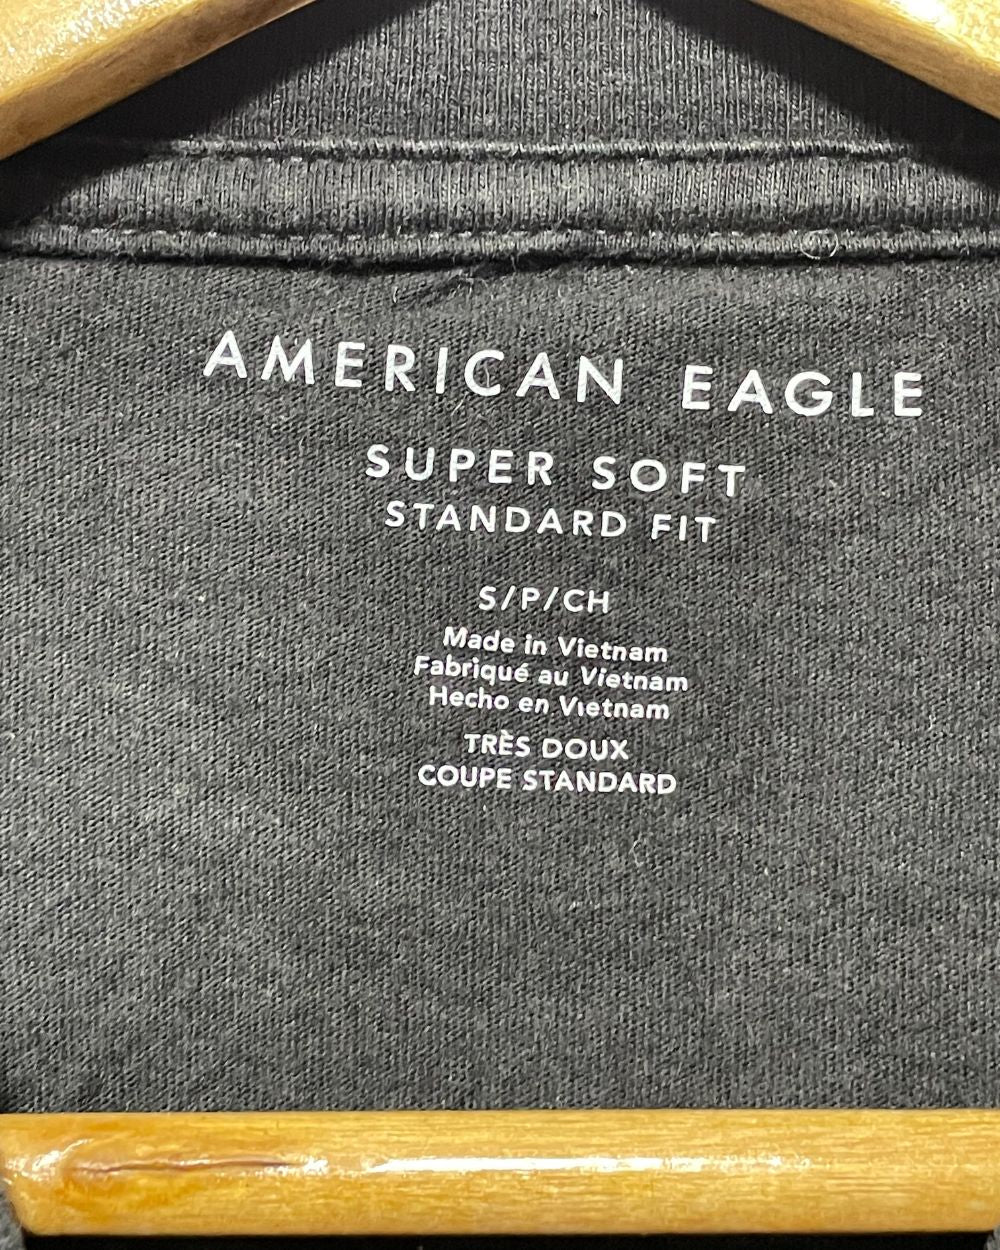 AMERICAN EAGLE
SUPER SOFT
STANDARD FIT
S/P/CH
Made in Vietnam
Fabriqué au Vietnam
Hecho en Vietnam
TRÈS DOUX
COUPE STANDARD